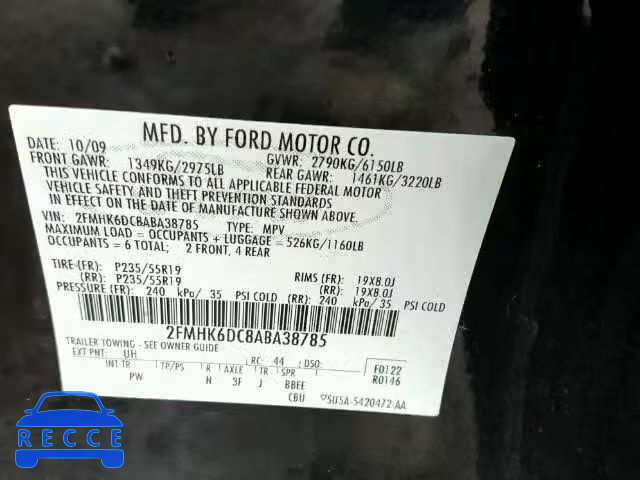 MFD. BY FORD MOTOR CO.
DATE: 10/09 GVWR: 2790KG/6150LB
FRONT GAWR: 1349KG/2975LB REAR GAWR: 1461KG/3220LB
THIS VEHICLE CONFORMS TO ALL APPLICABLE FEDERAL MOTOR
VEHICLE SAFETY AND THEFT PREVENTION STANDARDS
IN EFFECT ON THE DATE OF MANUFACTURE SHOWN ABOVE.
VIN: 2FMHK6DC8ABA38785 TYPE: MPV
MAXIMUM LOAD = OCCUPANTS + LUGGAGE = 526KG/1160LB
OCCUPANTS = 6 TOTAL; 2 FRONT, 4 REAR
TIRE:(FR): P235/55R19 RIMS (FR): 19X8.0J
(RR): P235/55R19 (RR): 19X8.0J
PRESSURE (FR): 240 kPa/ 35 PSI COLD (RR): 240 kPa/ 35 PSI COLD
2FMHK6DC8ABA38785
TRAILER TOWING - SEE OWNER GUIDE
EXT PNT: UH RC: 44 DSO: F0122
INT TR TP/PS R AXLE TR SPR R0146
PW N 3F J BBEE
CBU 5U5A-5420472-AA
RECCE